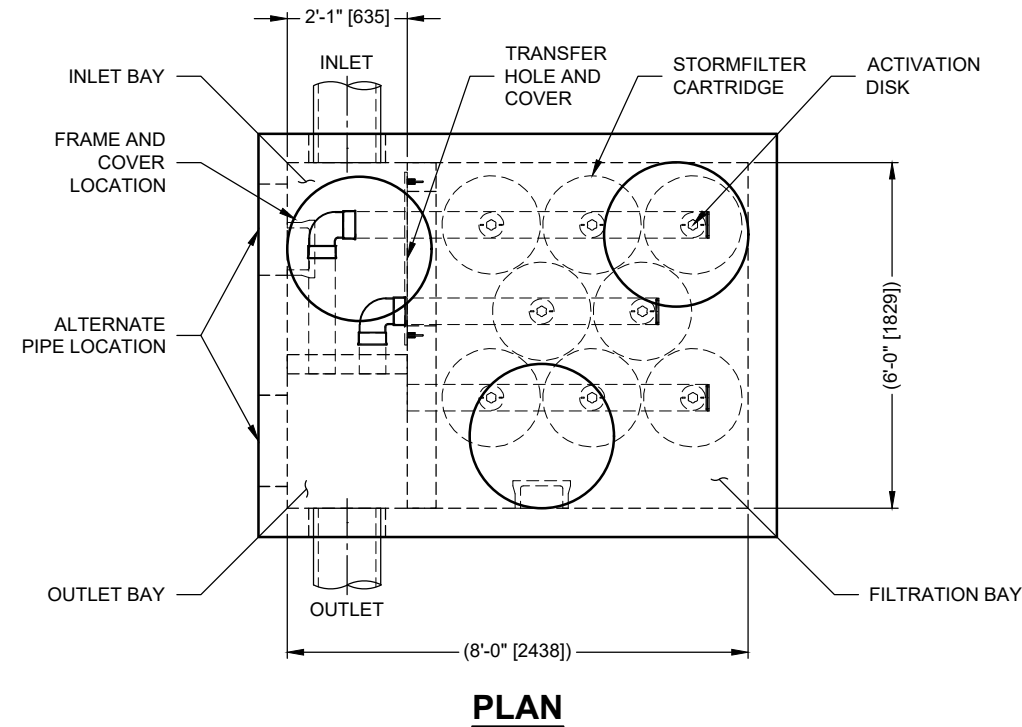 2'-1" [635]
INLET
INLET BAY
TRANSFER
HOLE AND
COVER
STORMFILTER
CARTRIDGE
ACTIVATION
DISK
FRAME AND
COVER
LOCATION
ALTERNATE
PIPE LOCATION
(6'-0" [1829])
OUTLET BAY
OUTLET
FILTRATION BAY
(8'-0" [2438])
PLAN